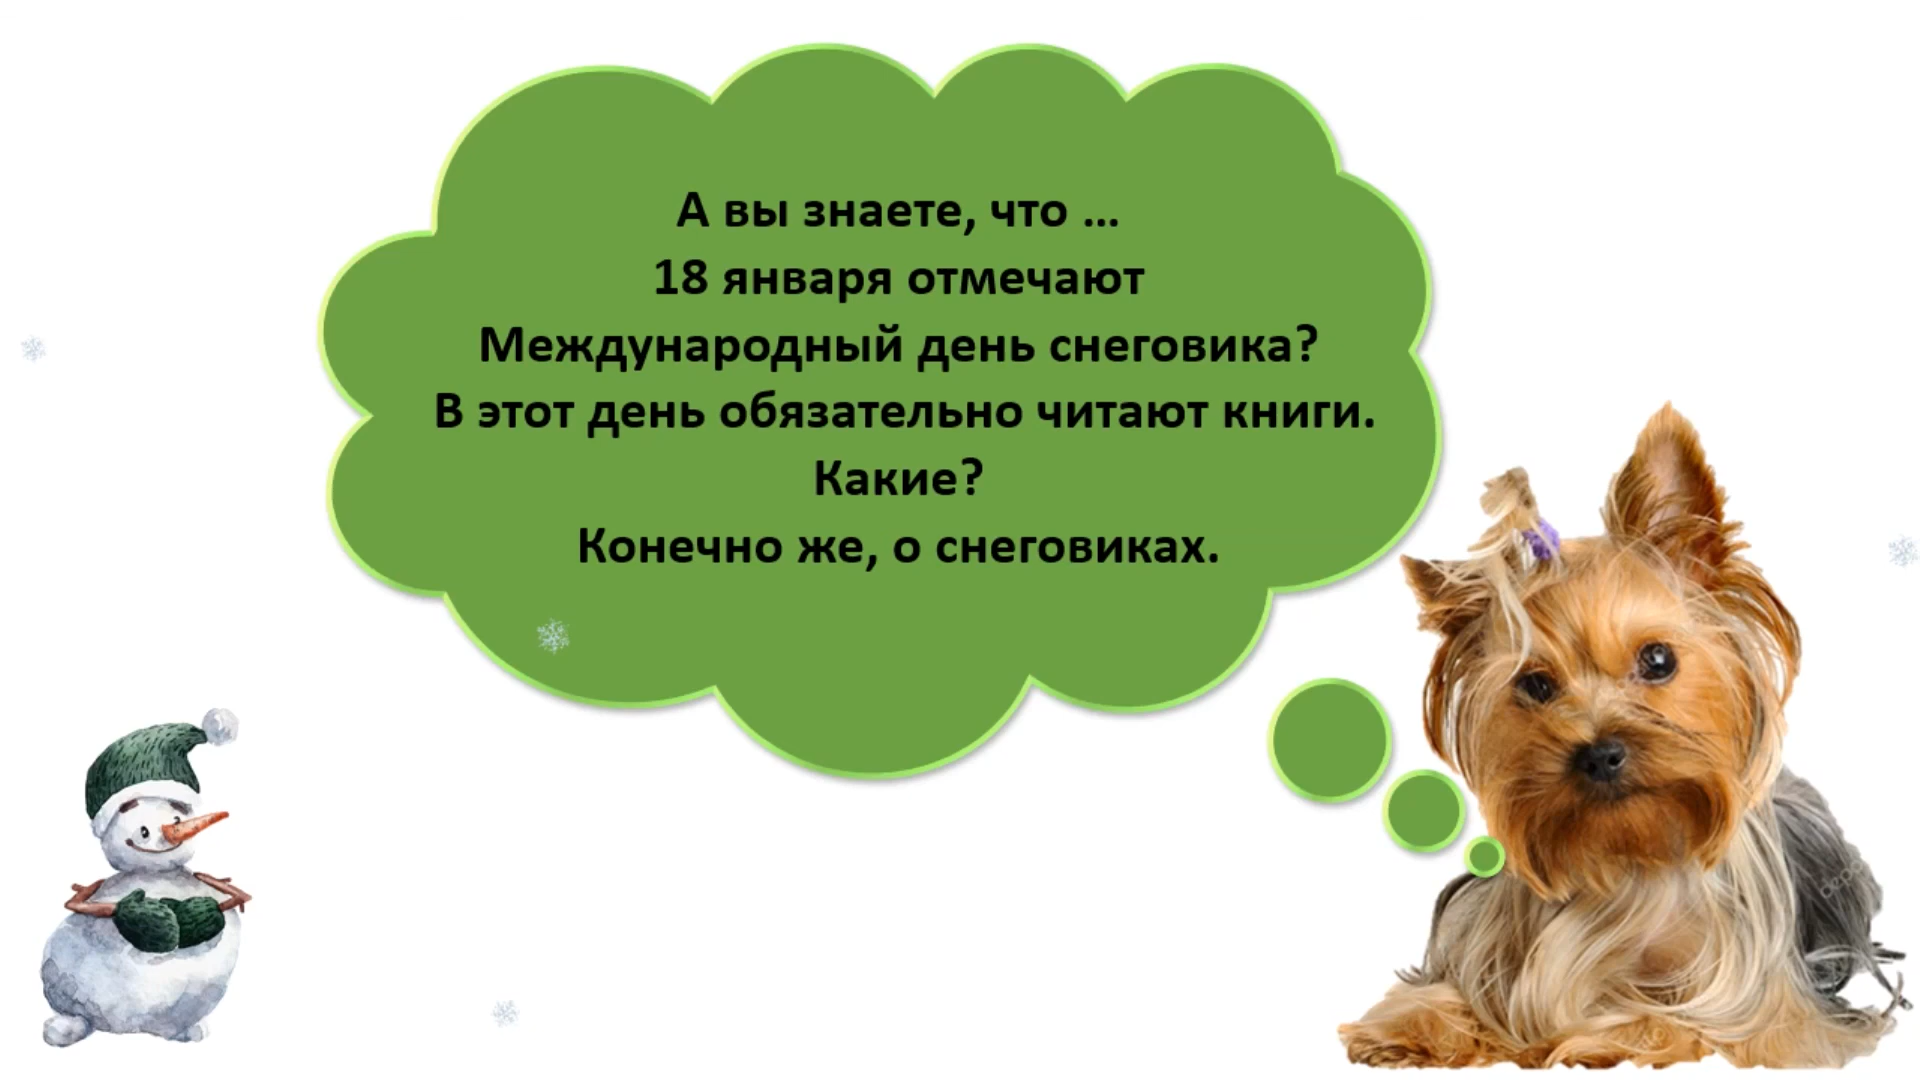 А вы знаете, что ...
18 января отмечают
Международный день снеговика?
В этот день обязательно читают книги.
Какие?
Конечно же, о снеговиках.